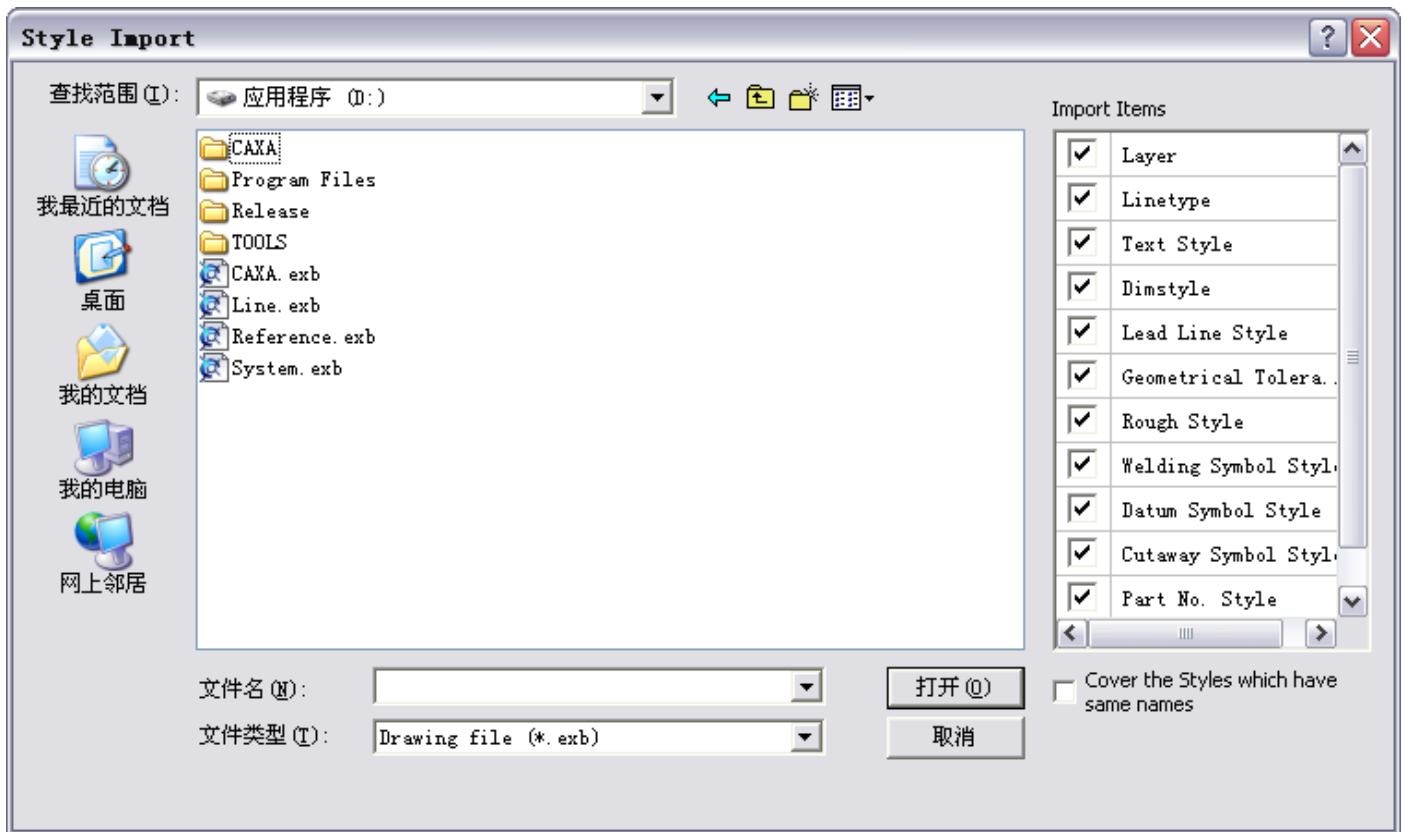 Style Import
查找范围(I):
应用程序 (D:)
我最近的文档
桌面
我的文档
我的电脑
网上邻居
CAXA
Program Files
Release
TOOLS
CAXA.exb
Line.exb
Reference.exb
System.exb
文件名(N):
打开(O)
文件类型(T):
Drawing file (*.exb)
取消
Import Items
Layer
Linetype
Text Style
Dimstyle
Lead Line Style
Geometrical Tolera..
Rough Style
Welding Symbol Styl
Datum Symbol Style
Cutaway Symbol Styl
Part No. Style
Cover the Styles which have
same names